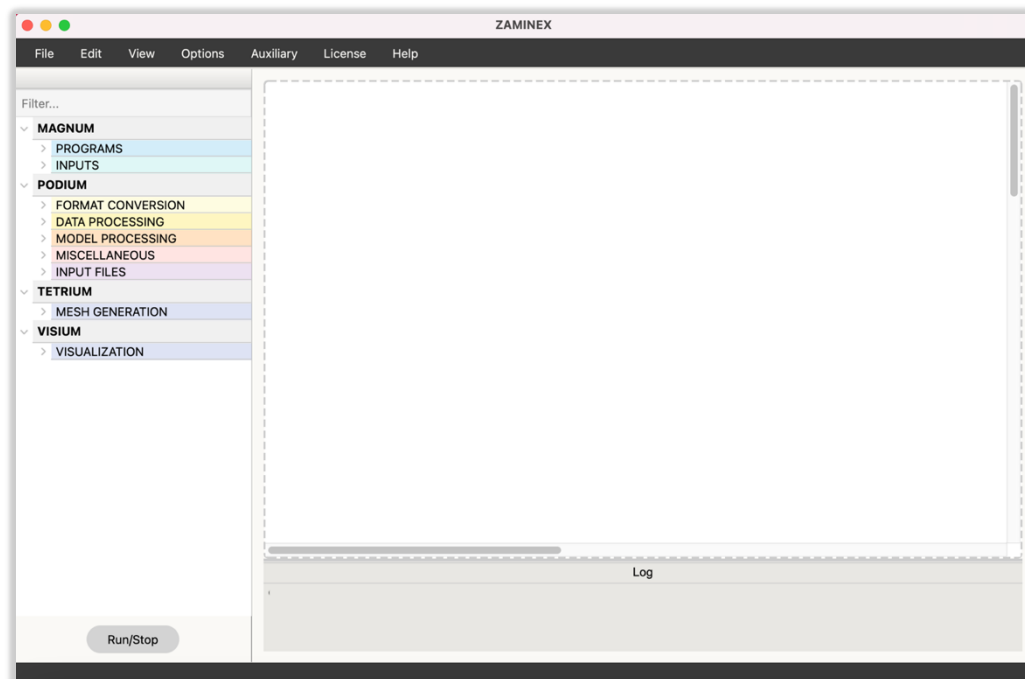 ZAMINEX
File Edit View Options Auxiliary License Help
Filter...
MAGNUM
PROGRAMS
INPUTS
PODIUM
FORMAT CONVERSION
DATA PROCESSING
MODEL PROCESSING
MISCELLANEOUS
INPUT FILES
TETRIUM
MESH GENERATION
VISIUM
VISUALIZATION
Log
Run/Stop